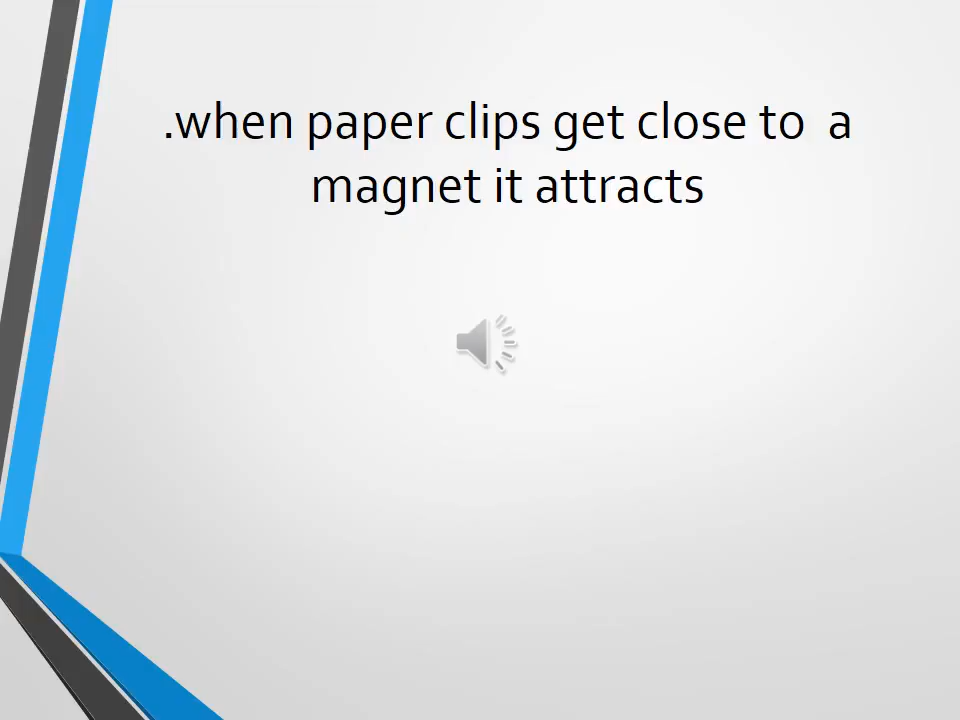 .when paper clips get close to  a
magnet it attracts